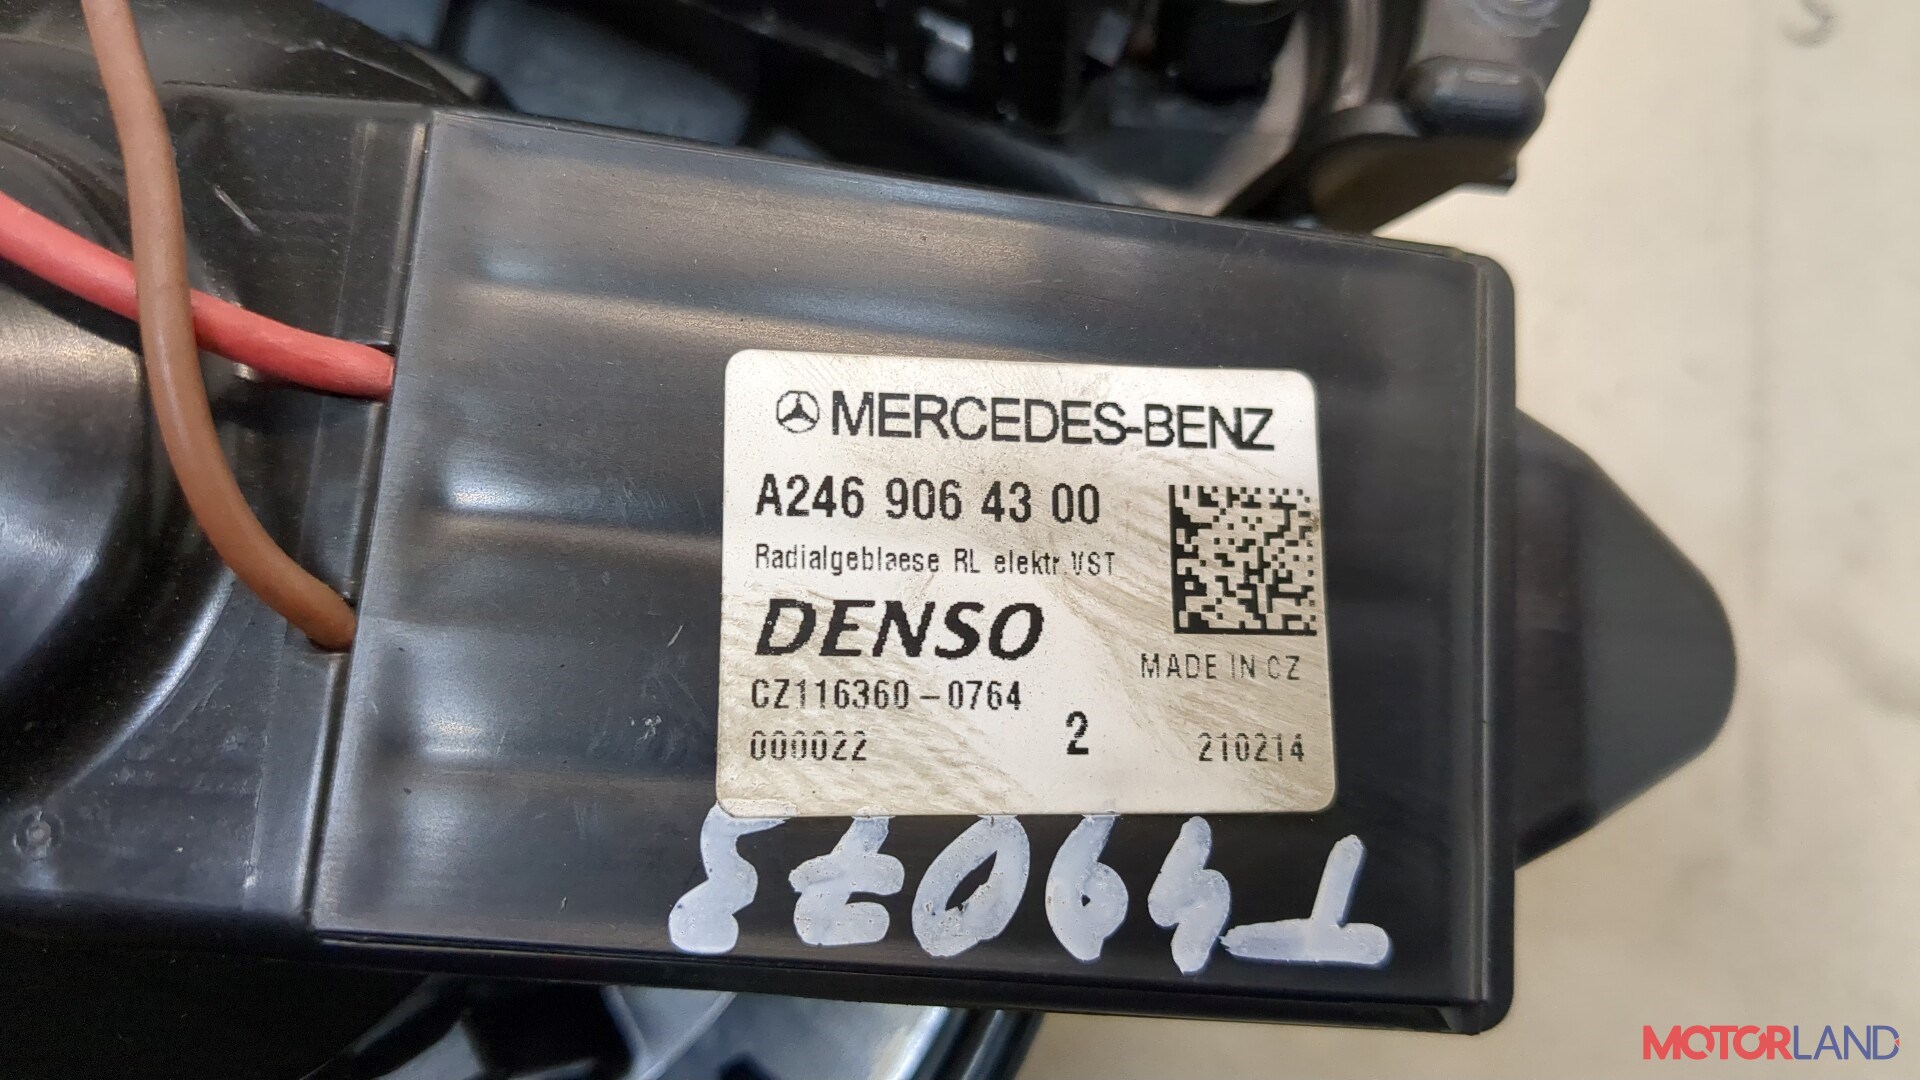 MERCEDES-BENZ
A246 906 43 00
Radialgeblaese RL elektr.VST
DENSO
MADE IN CZ
CZ116360-0764
000022
2
210214
T49073
MOTORLAND